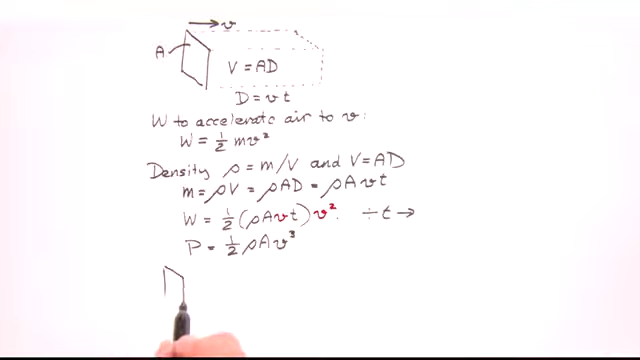 v
A
V = AD
D = vt
W to accelerate air to v:
W = 1/2 mv²
Density ρ = m/V and V = AD
m = ρV = ρAD = ρAvt
W = 1/2 (ρAvt)v². ÷t →
P = 1/2 ρAv³